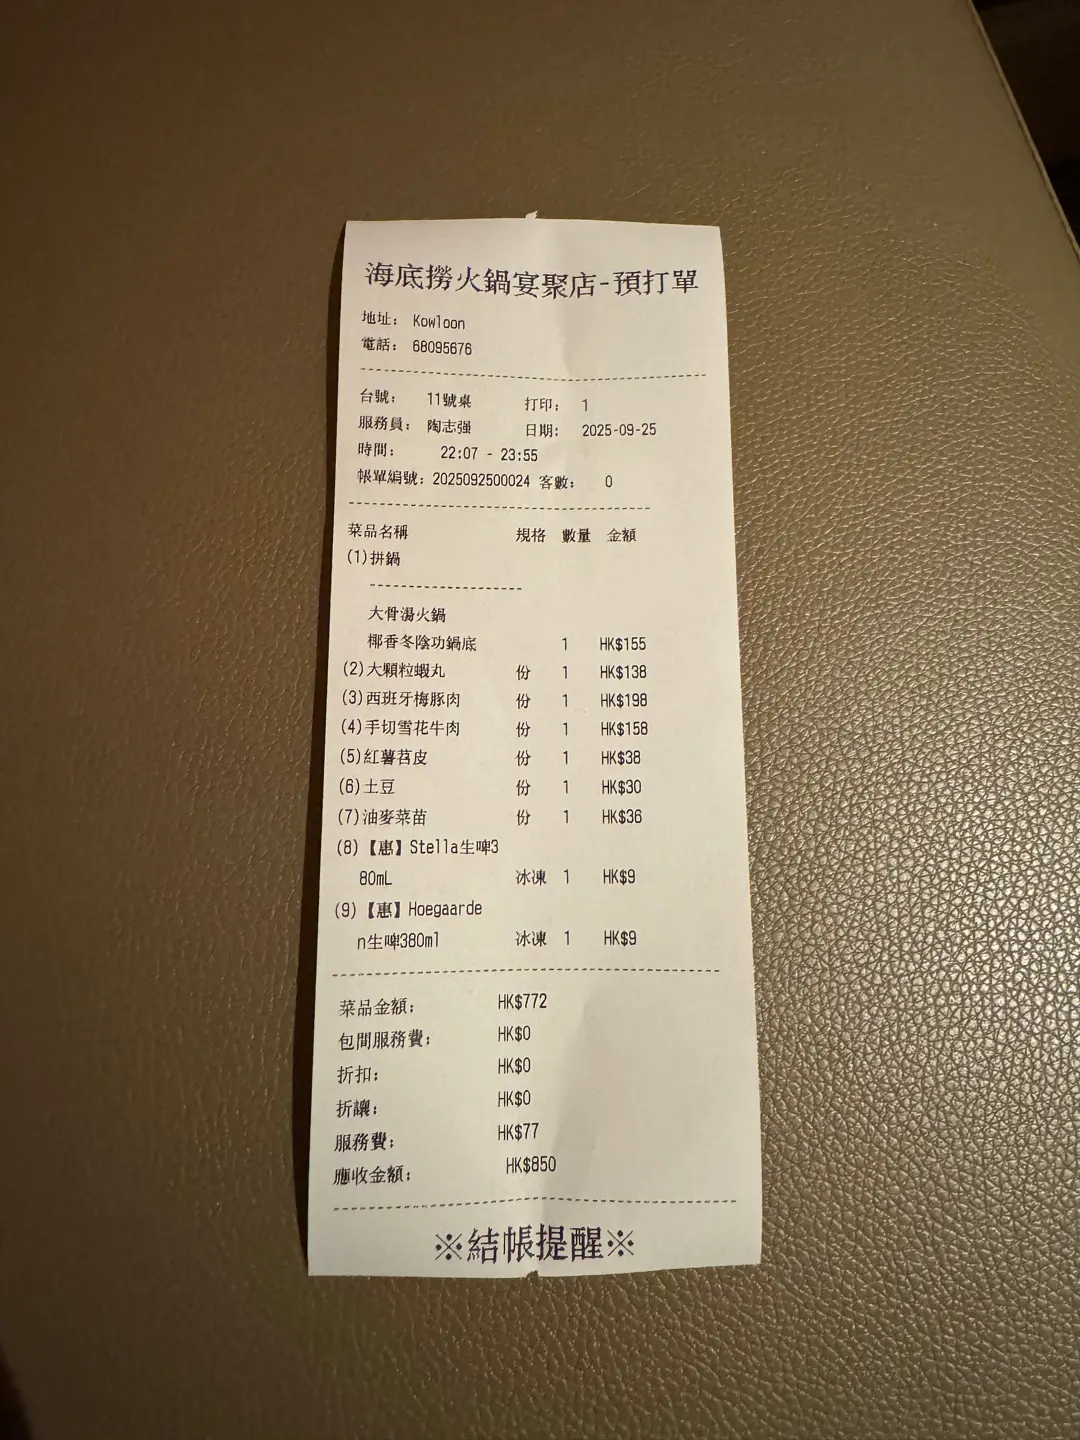 海底撈火鍋宴聚店-預打單
地址: Kowloon
電話: 68095676
台號: 11號桌 打印: 1
服務員: 陶志强 日期: 2025-09-25
時間: 22:07 - 23:55
帳單編號: 2025092500024 客數: 0
菜品名稱 規格 數量 金額
(1)拼鍋
大骨湯火鍋
椰香冬陰功鍋底 1 HK$155
(2)大顆粒蝦丸 份 1 HK$138
(3)西班牙梅豚肉 份 1 HK$198
(4)手切雪花牛肉 份 1 HK$158
(5)紅薯苕皮 份 1 HK$38
(6)土豆 份 1 HK$30
(7)油麥菜苗 份 1 HK$36
(8)【惠】Stella生啤3
80mL 冰凍 1 HK$9
(9)【惠】Hoegaarde
n生啤380ml 冰凍 1 HK$9
菜品金額: HK$772
包間服務費: HK$0
折扣: HK$0
折讓: HK$0
服務費: HK$77
應收金額: HK$850
※結帳提醒※